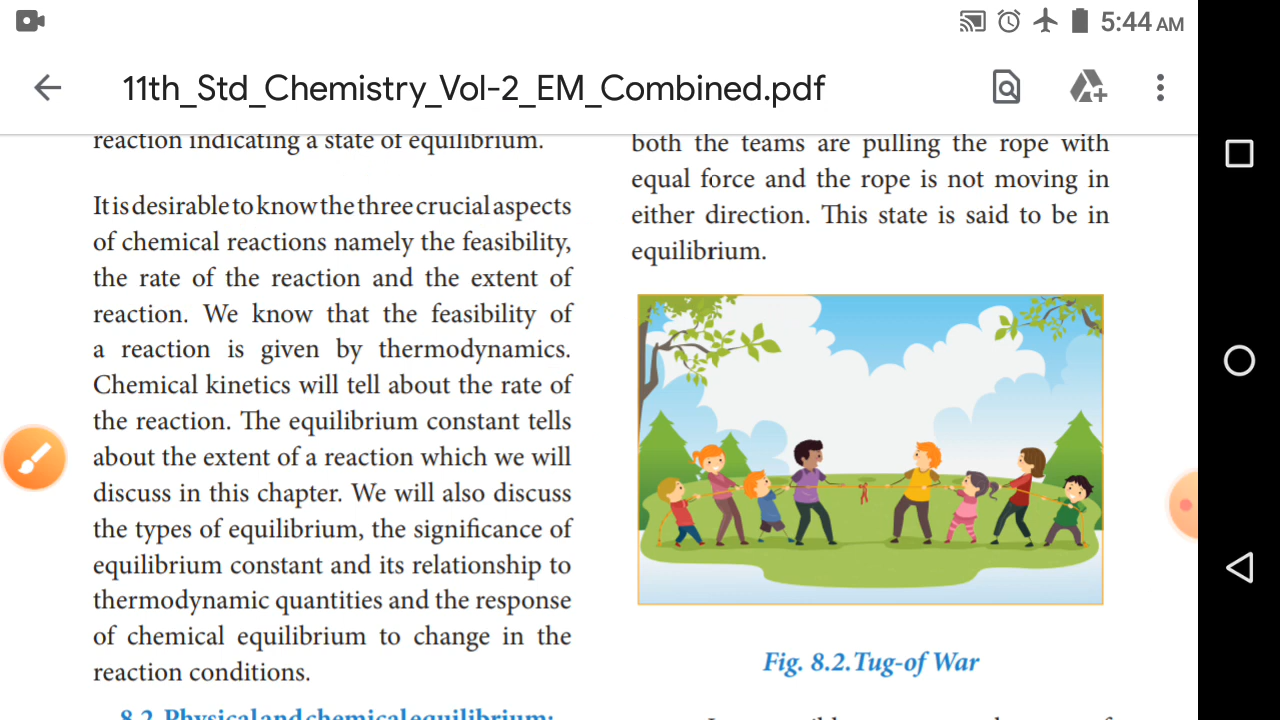 5:44 AM
11th_Std_Chemistry_Vol-2_EM_Combined.pdf
reaction indicating a state of equilibrium.
It is desirable to know the three crucial aspects
of chemical reactions namely the feasibility,
the rate of the reaction and the extent of
reaction. We know that the feasibility of
a reaction is given by thermodynamics.
Chemical kinetics will tell about the rate of
the reaction. The equilibrium constant tells
about the extent of a reaction which we will
discuss in this chapter. We will also discuss
the types of equilibrium, the significance of
equilibrium constant and its relationship to
thermodynamic quantities and the response
of chemical equilibrium to change in the
reaction conditions.
8.2 Physical and chemical equilibrium:
both the teams are pulling the rope with
equal force and the rope is not moving in
either direction. This state is said to be in
equilibrium.
Fig. 8.2.Tug-of War